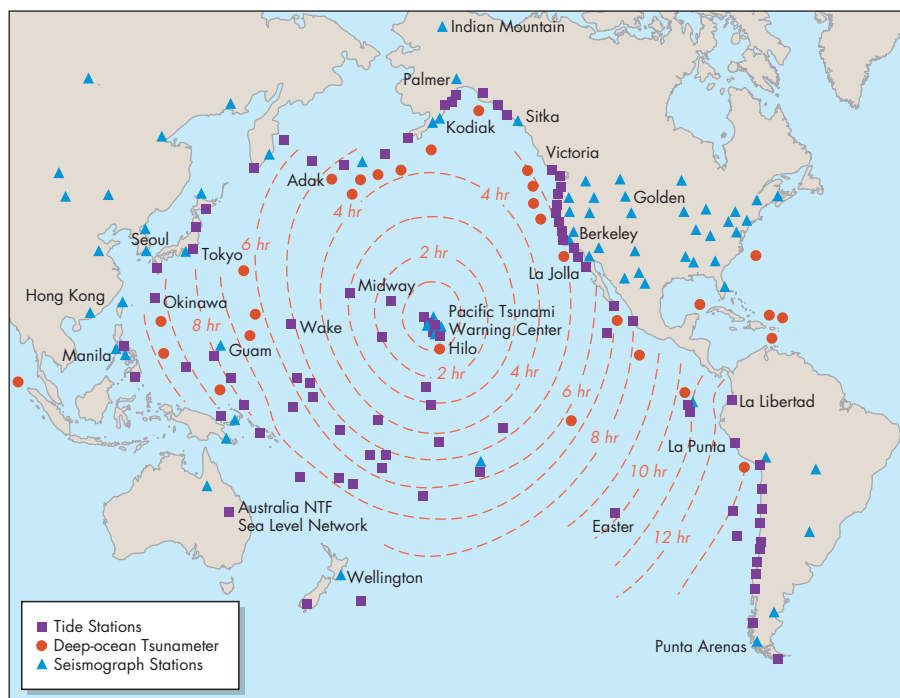 Indian Mountain
Palmer
Kodiak
Sitka
Victoria
Adak
4 hr
4 hr
Golden
Seoul
Tokyo
6 hr
Berkeley
2 hr
La Jolla
Midway
Hong Kong
Okinawa
8 hr
Wake
Pacific Tsunami
Warning Center
Hilo
Manila
Guam
2 hr
4 hr
6 hr
La Libertad
8 hr
La Punta
10 hr
Australia NTF
Sea Level Network
Easter
12 hr
Wellington
Punta Arenas
Tide Stations
Deep-ocean Tsunameter
Seismograph Stations